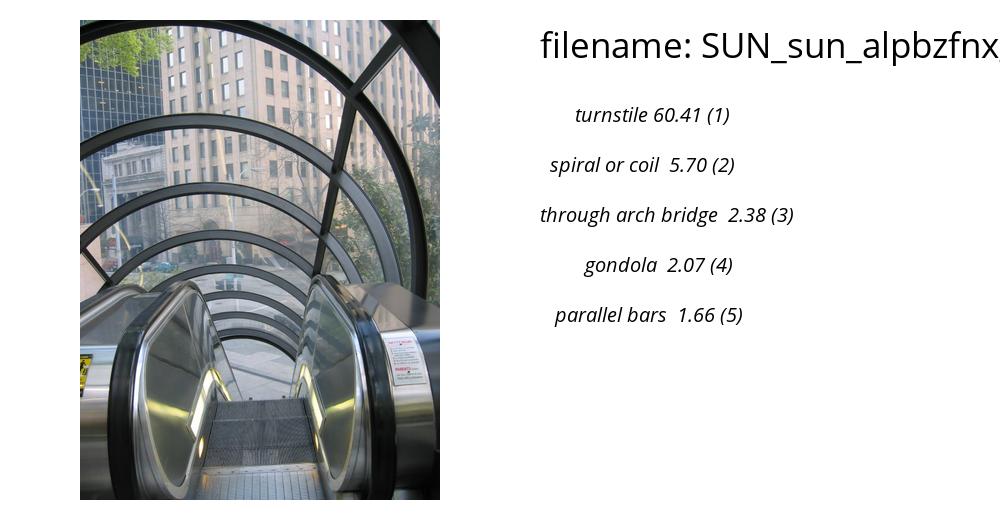 filename: SUN_sun_alpbzfnx
turnstile 60.41 (1)
spiral or coil 5.70 (2)
through arch bridge 2.38 (3)
gondola 2.07 (4)
parallel bars 1.66 (5)